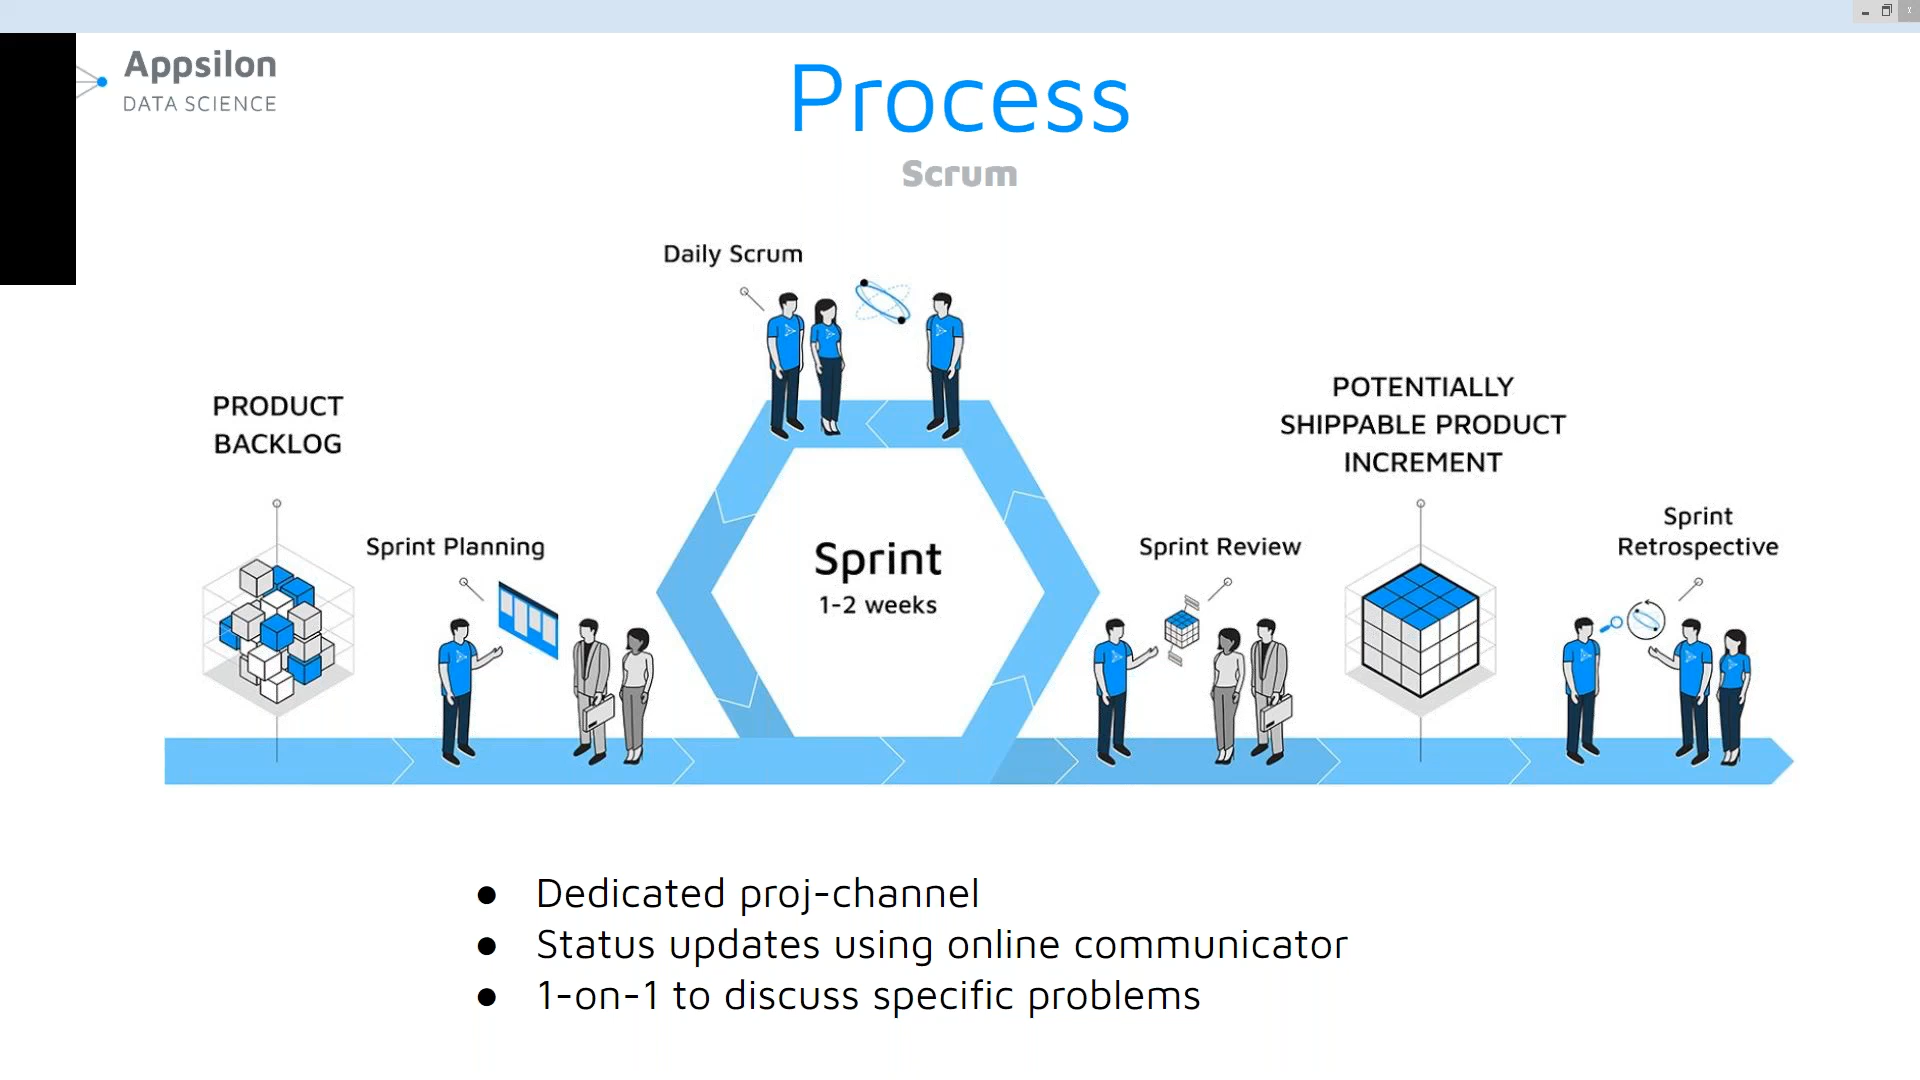 Appsilon
DATA SCIENCE
Process
Scrum
Daily Scrum
PRODUCT
BACKLOG
POTENTIALLY
SHIPPABLE PRODUCT
INCREMENT
Sprint Planning
Sprint
1-2 weeks
Sprint Review
Sprint
Retrospective
● Dedicated proj-channel
● Status updates using online communicator
● 1-on-1 to discuss specific problems